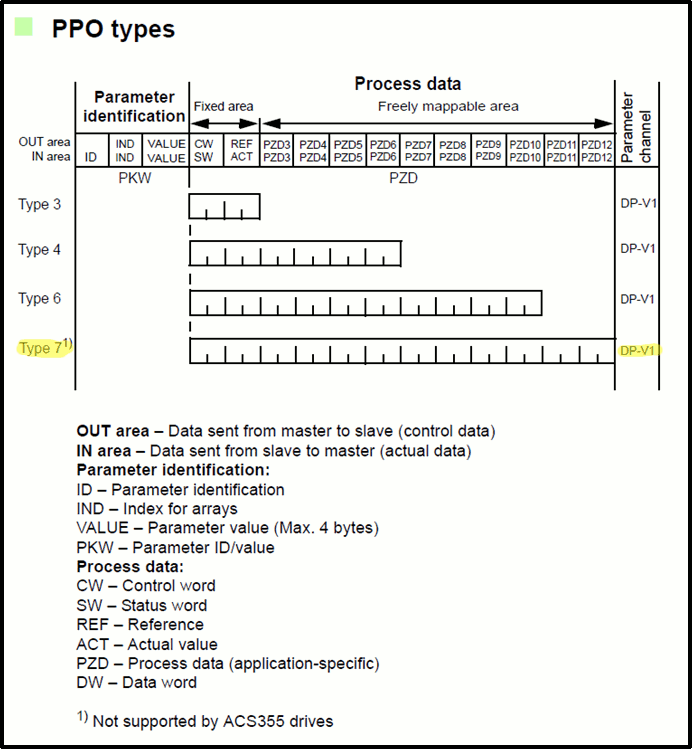 PPO types
Process data
Parameter
identification
Fixed area
Freely mappable area
Parameter
channel
OUT area IND VALUE CW REF PZD3 PZD4 PZD5 PZD6 PZD7 PZD8 PZD9 PZD10 PZD11 PZD12
IN area ID IND VALUE SW ACT PZD3 PZD4 PZD5 PZD6 PZD7 PZD8 PZD9 PZD10 PZD11 PZD12
PKW PZD
Type 3 DP-V1
Type 4 DP-V1
Type 6 DP-V1
Type 7 1) DP-V1
OUT area – Data sent from master to slave (control data)
IN area – Data sent from slave to master (actual data)
Parameter identification:
ID – Parameter identification
IND – Index for arrays
VALUE – Parameter value (Max. 4 bytes)
PKW – Parameter ID/value
Process data:
CW – Control word
SW – Status word
REF – Reference
ACT – Actual value
PZD – Process data (application-specific)
DW – Data word
1) Not supported by ACS355 drives